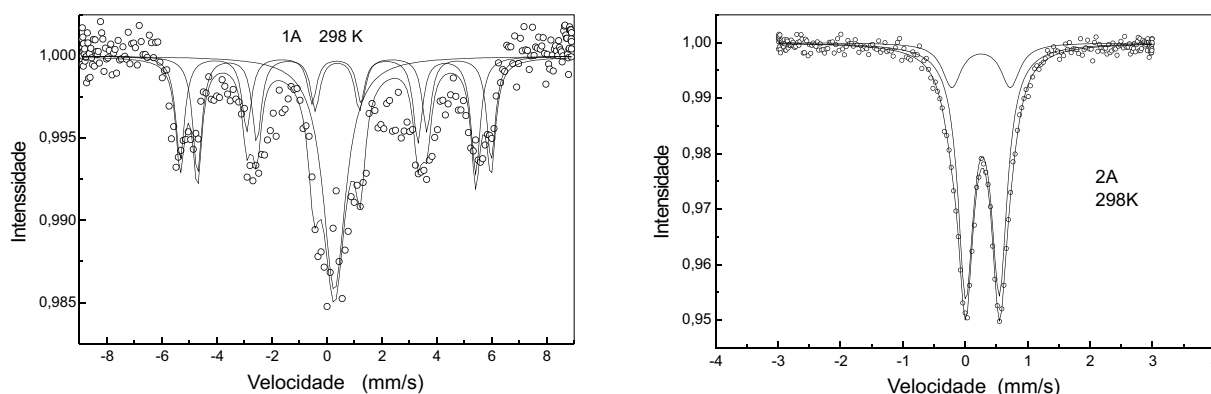 1A 298 K
1,000
0,995
0,990
0,985
Intenssidade
-8 -6 -4 -2 0 2 4 6 8
Velocidade (mm/s)
1,00
0,99
0,98
0,97
0,96
0,95
Intensidade
2A
298K
-4 -3 -2 -1 0 1 2 3 4
Velocidade (mm/s)